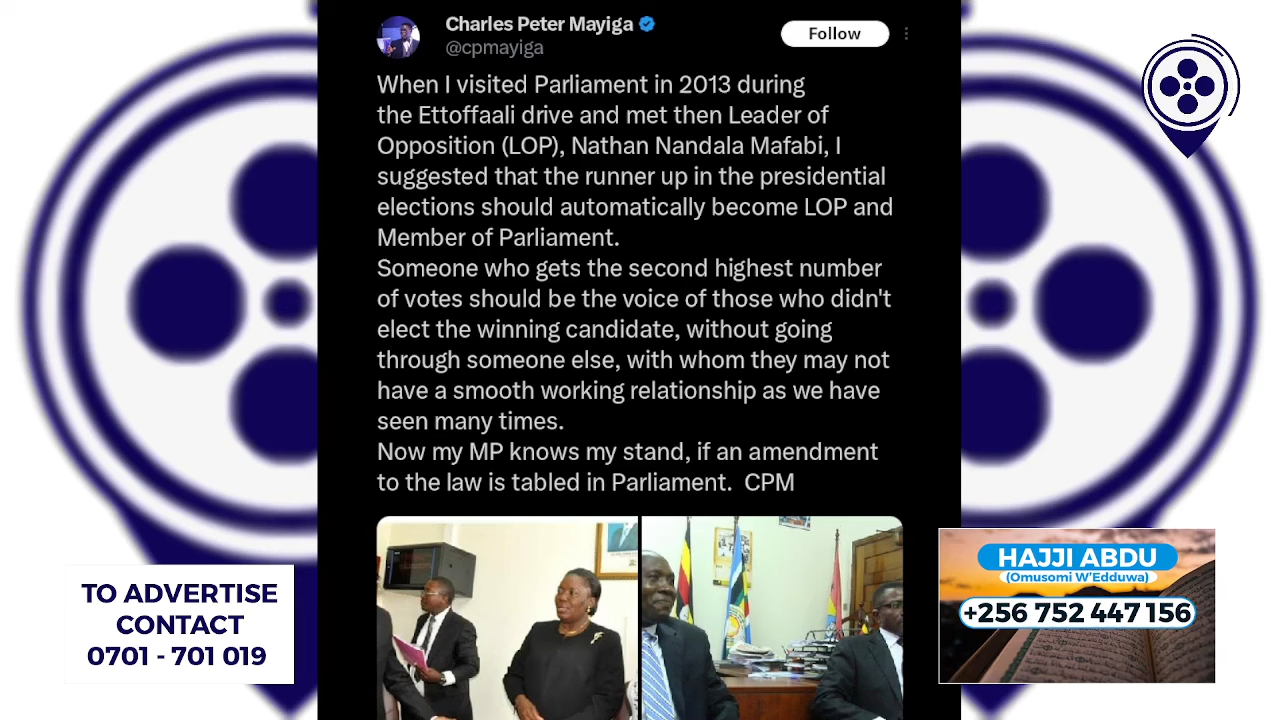 Charles Peter Mayiga
@cpmayiga
Follow
When I visited Parliament in 2013 during
the Ettoffaali drive and met then Leader of
Opposition (LOP), Nathan Nandala Mafabi, I
suggested that the runner up in the presidential
elections should automatically become LOP and
Member of Parliament.
Someone who gets the second highest number
of votes should be the voice of those who didn't
elect the winning candidate, without going
through someone else, with whom they may not
have a smooth working relationship as we have
seen many times.
Now my MP knows my stand, if an amendment
to the law is tabled in Parliament.  CPM
TO ADVERTISE
CONTACT
0701 - 701 019
HAJJI ABDU
(Omusomi W'Edduwa)
+256 752 447 156